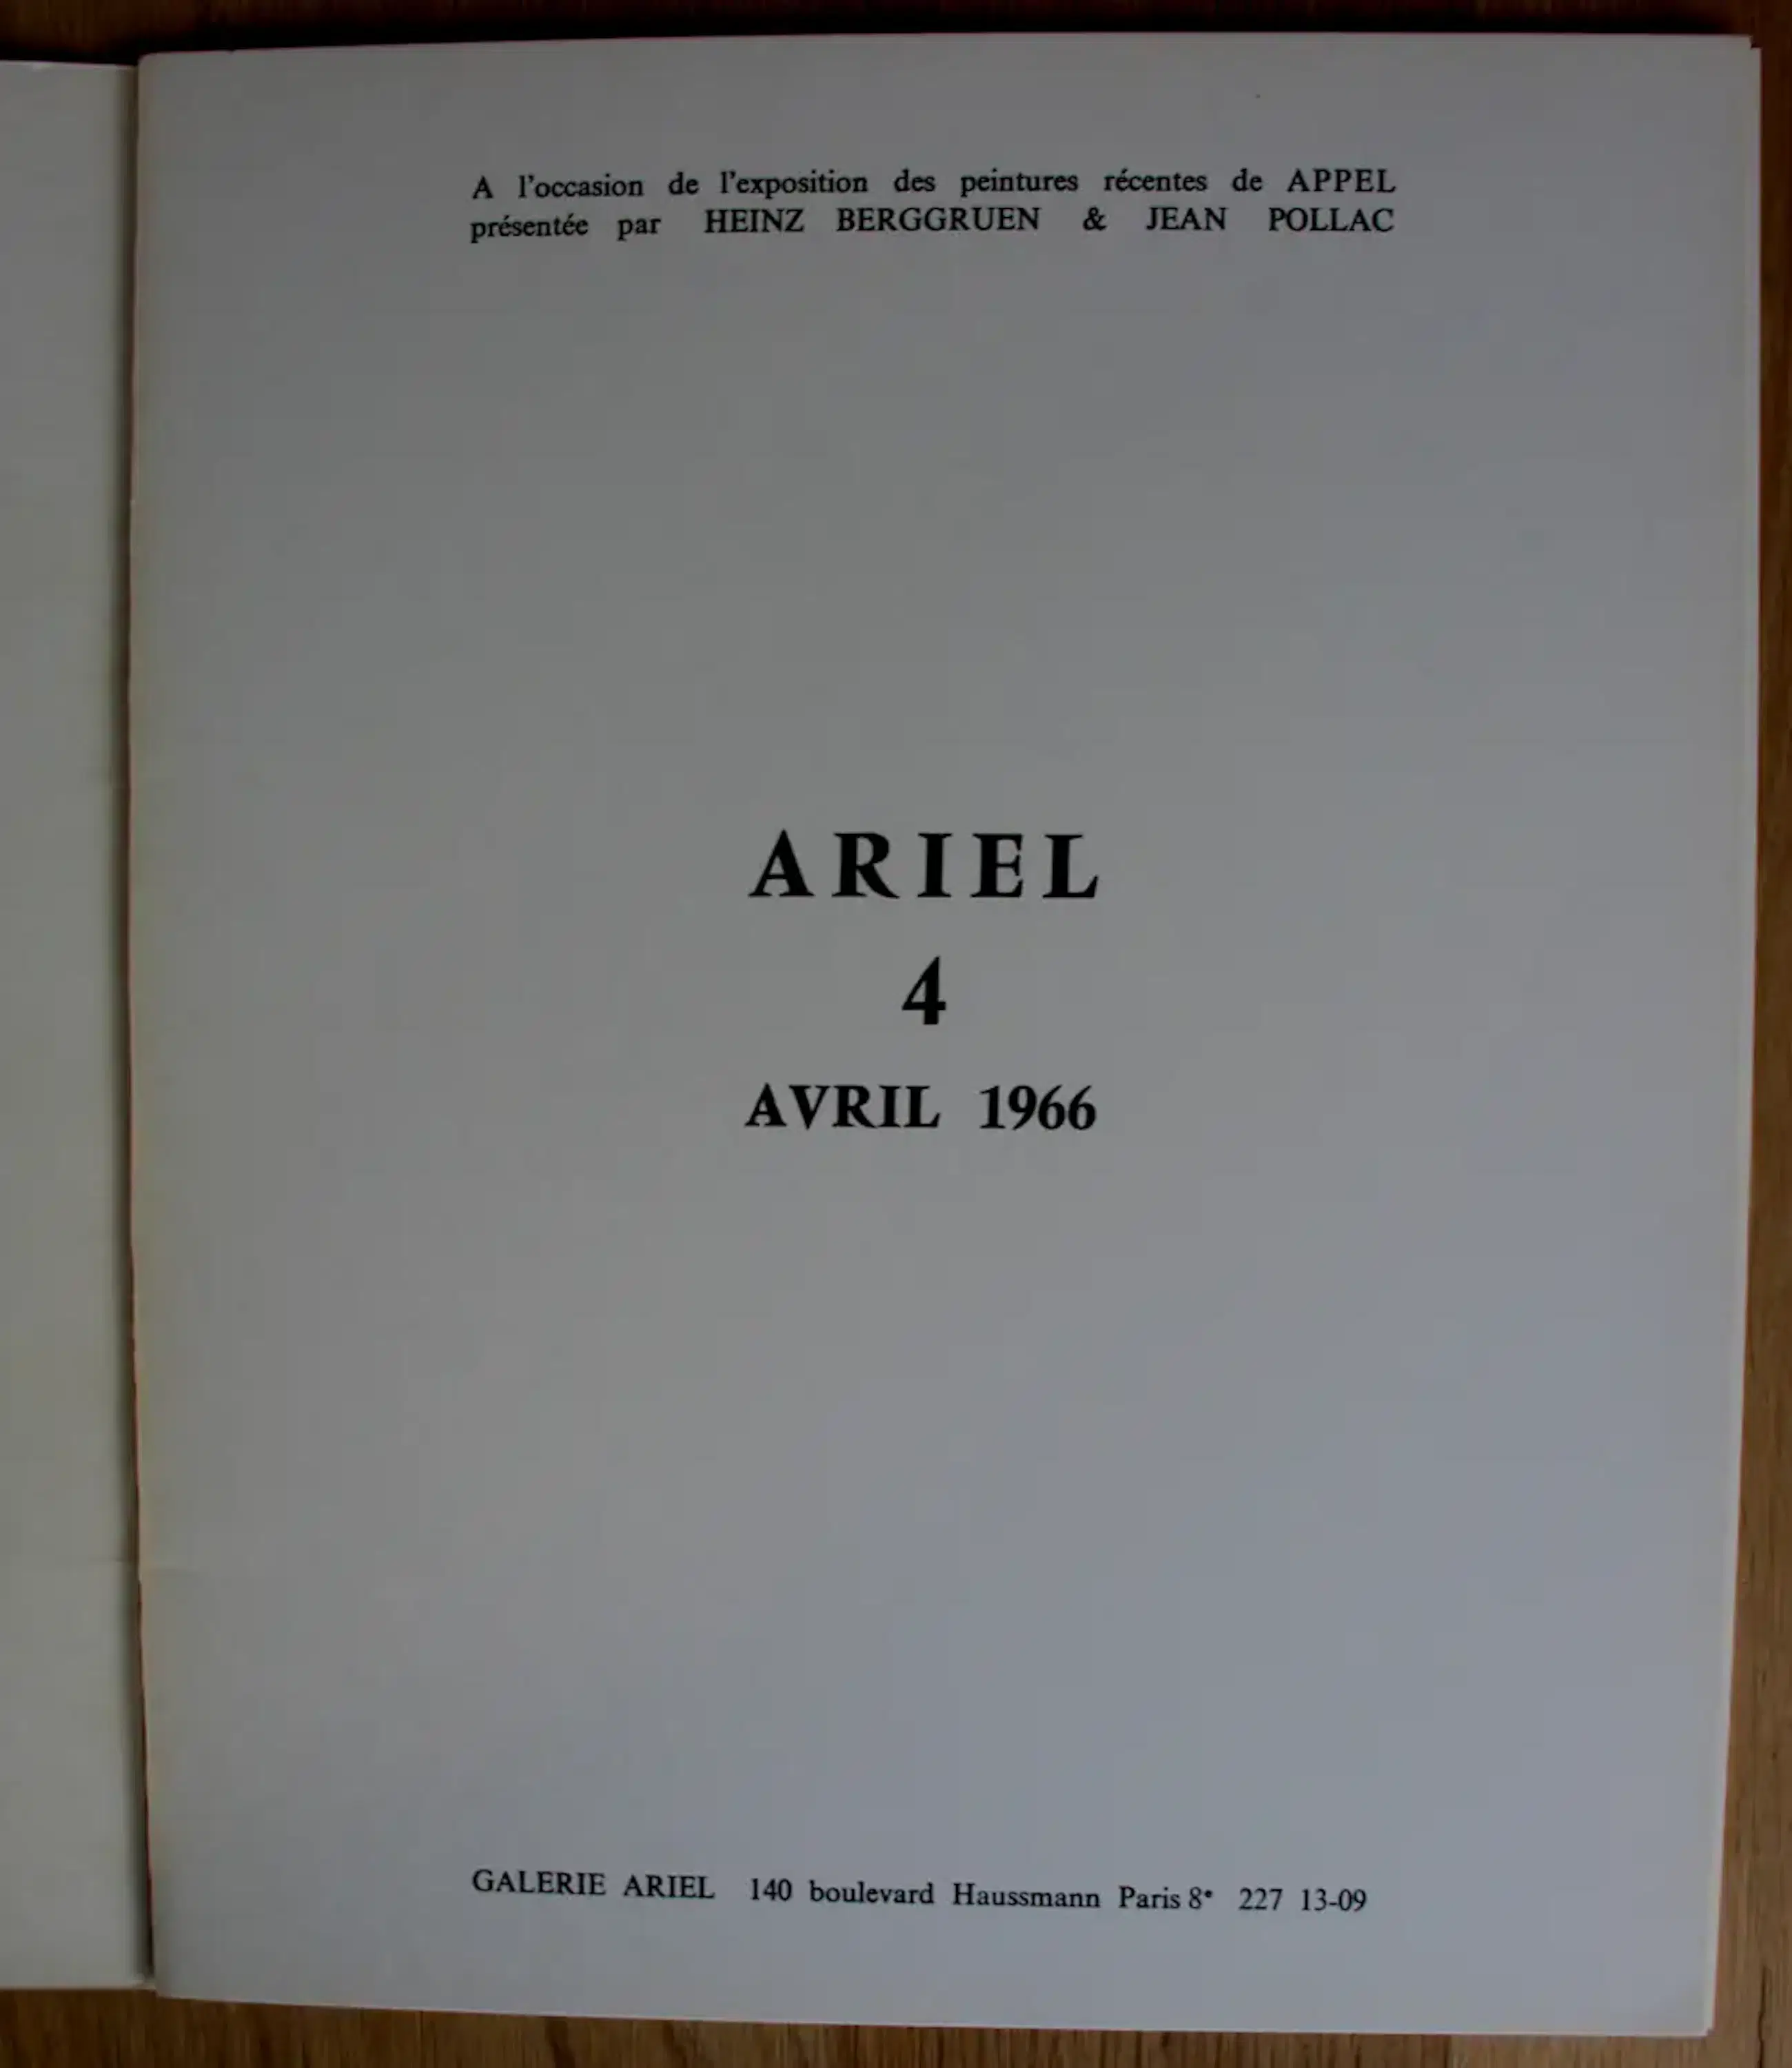 A l'occasion de l'exposition des peintures récentes de APPEL
présentée par HEINZ BERGGRUEN & JEAN POLLAC
ARIEL
4
AVRIL 1966
GALERIE ARIEL 140 boulevard Haussmann Paris 8e 227 13-09